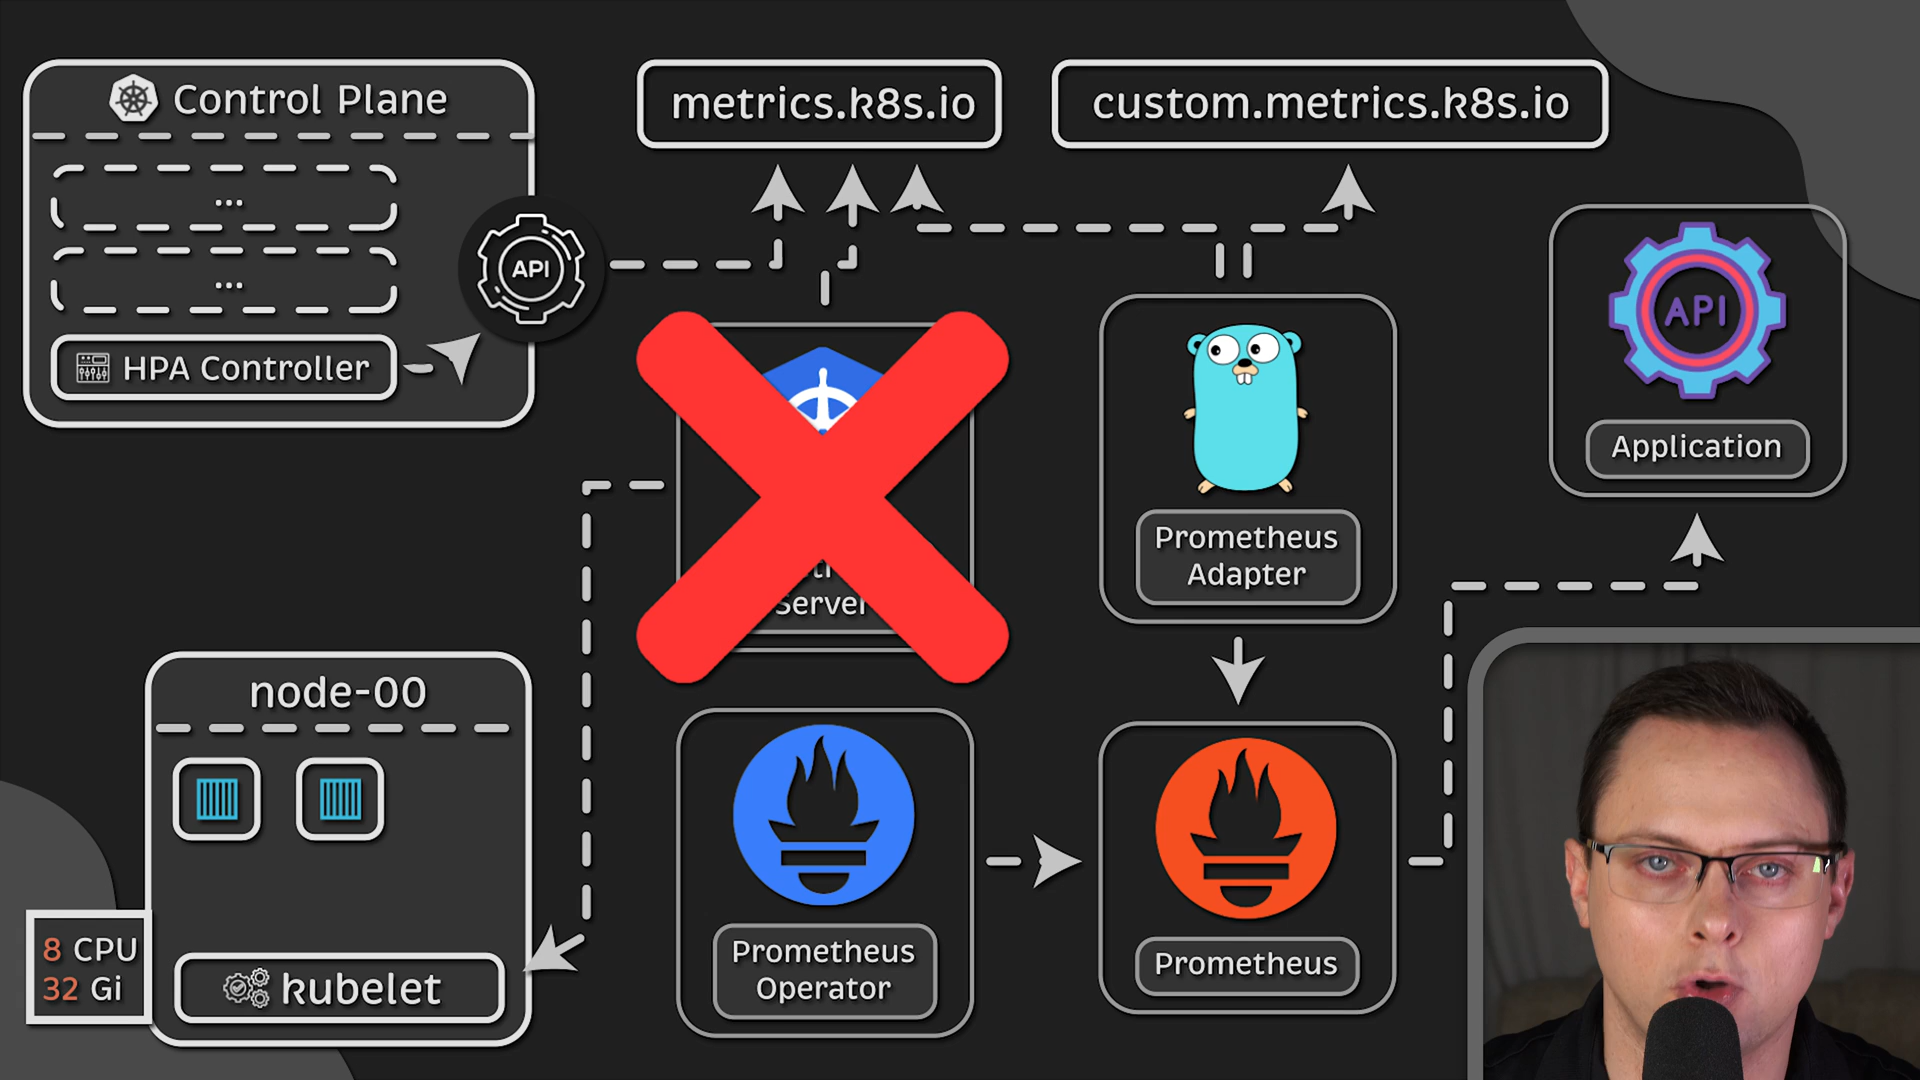 Control Plane
...
...
HPA Controller
API
metrics.k8s.io
custom.metrics.k8s.io
Server
Prometheus
Adapter
API
Application
node-00
8 CPU
32 Gi
kubelet
Prometheus
Operator
Prometheus